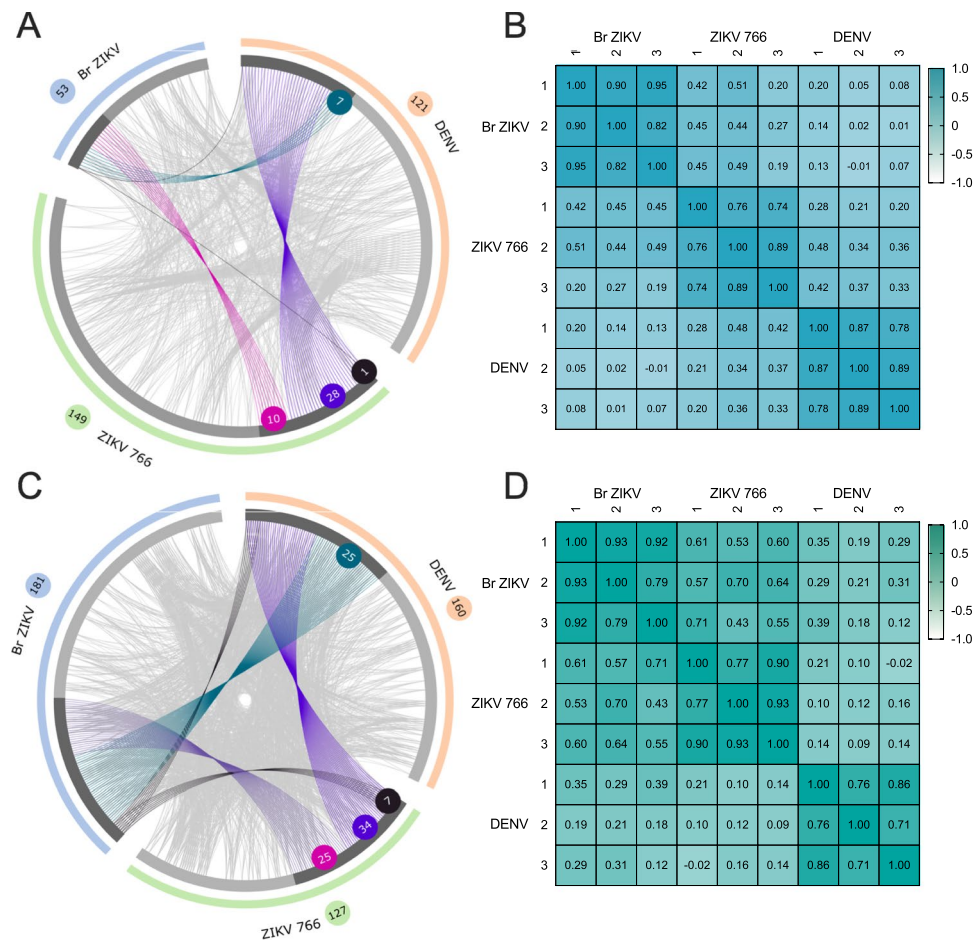 A
Br ZIKV
53
7
121
DENV
1
28
10
149
ZIKV 766
B
Br ZIKV ZIKV 766 DENV
1 2 3 1 2 3 1 2 3
1 1.00 0.90 0.95 0.42 0.51 0.20 0.20 0.05 0.08
Br ZIKV 2 0.90 1.00 0.82 0.45 0.44 0.27 0.14 0.02 0.01
3 0.95 0.82 1.00 0.45 0.49 0.19 0.13 -0.01 0.07
1 0.42 0.45 0.45 1.00 0.76 0.74 0.28 0.21 0.20
ZIKV 766 2 0.51 0.44 0.49 0.76 1.00 0.89 0.48 0.34 0.36
3 0.20 0.27 0.19 0.74 0.89 1.00 0.42 0.37 0.33
1 0.20 0.14 0.13 0.28 0.48 0.42 1.00 0.87 0.78
DENV 2 0.05 0.02 -0.01 0.21 0.34 0.37 0.87 1.00 0.89
3 0.08 0.01 0.07 0.20 0.36 0.33 0.78 0.89 1.00
1.0
0.5
0
-0.5
-1.0
C
Br ZIKV
181
25
DENV
160
7
34
25
ZIKV 766
127
D
Br ZIKV ZIKV 766 DENV
1 2 3 1 2 3 1 2 3
1 1.00 0.93 0.92 0.61 0.53 0.60 0.35 0.19 0.29
Br ZIKV 2 0.93 1.00 0.79 0.57 0.70 0.64 0.29 0.21 0.31
3 0.92 0.79 1.00 0.71 0.43 0.55 0.39 0.18 0.12
1 0.61 0.57 0.71 1.00 0.77 0.90 0.21 0.10 -0.02
ZIKV 766 2 0.53 0.70 0.43 0.77 1.00 0.93 0.10 0.12 0.16
3 0.60 0.64 0.55 0.90 0.93 1.00 0.14 0.09 0.14
1 0.35 0.29 0.39 0.21 0.10 0.14 1.00 0.76 0.86
DENV 2 0.19 0.21 0.18 0.10 0.12 0.09 0.76 1.00 0.71
3 0.29 0.31 0.12 -0.02 0.16 0.14 0.86 0.71 1.00
1.0
0.5
0
-0.5
-1.0